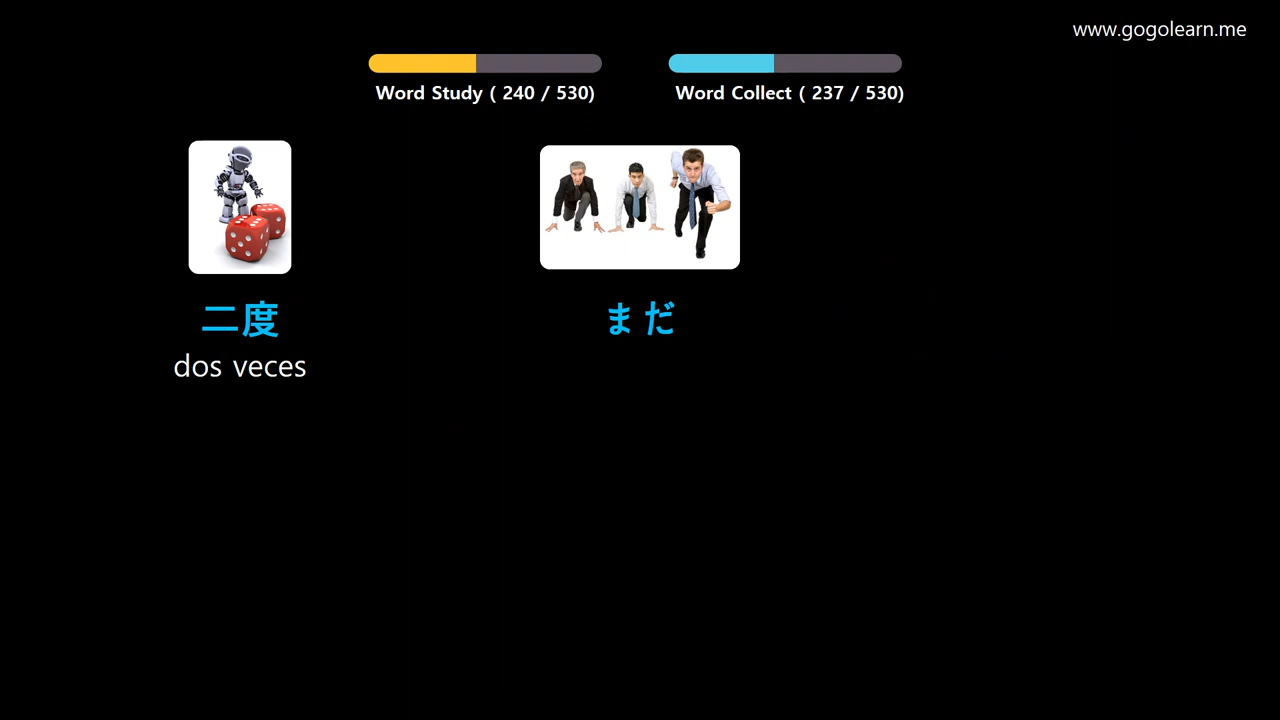 www.gogolearn.me
Word Study ( 240 / 530)
Word Collect ( 237 / 530)
二度
まだ
dos veces